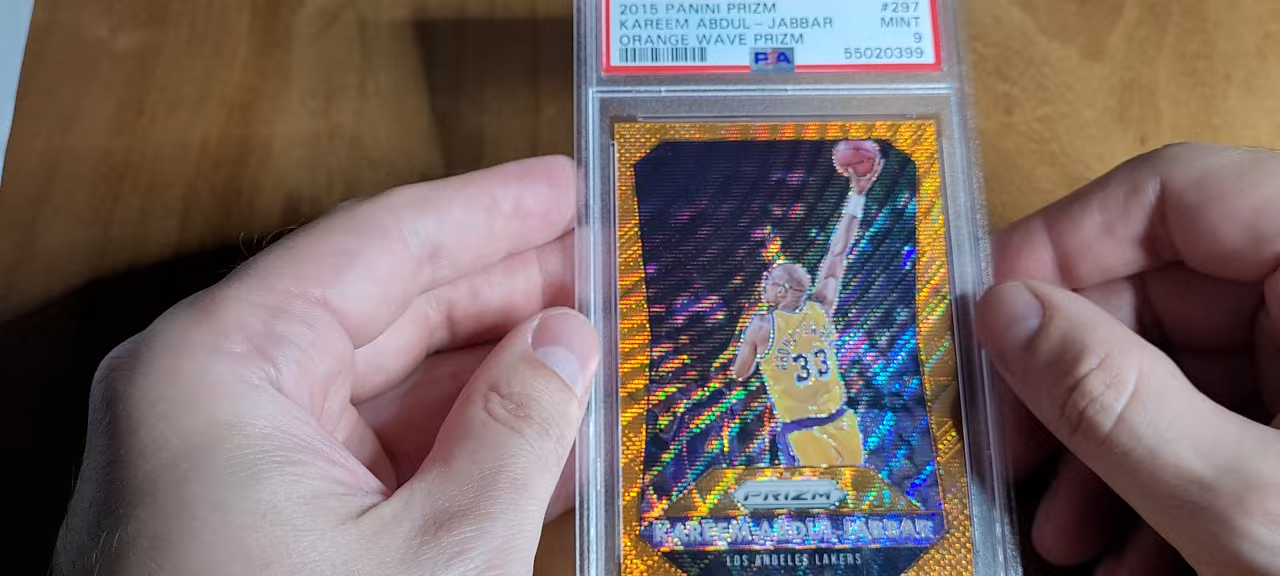 2015 PANINI PRIZM #297
KAREEM ABDUL-JABBAR MINT
ORANGE WAVE PRIZM 9
PSA 55020399
33
PRIZM
KAREEM ABDUL-JABBAR
LOS ANGELES LAKERS